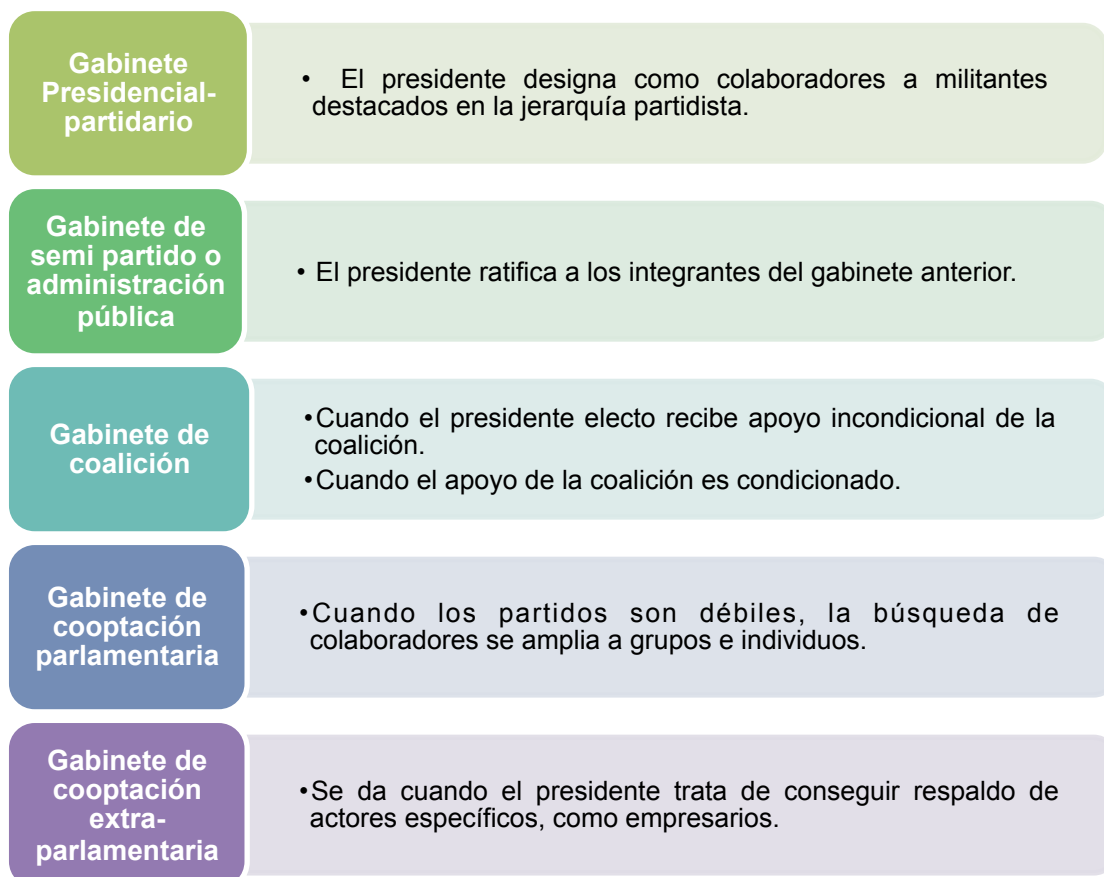 Gabinete
Presidencial-
partidario
• El presidente designa como colaboradores a militantes
destacados en la jerarquía partidista.
Gabinete de
semi partido o
administración
pública
• El presidente ratifica a los integrantes del gabinete anterior.
Gabinete de
coalición
•Cuando el presidente electo recibe apoyo incondicional de la
coalición.
•Cuando el apoyo de la coalición es condicionado.
Gabinete de
cooptación
parlamentaria
•Cuando los partidos son débiles, la búsqueda de
colaboradores se amplia a grupos e individuos.
Gabinete de
cooptación
extra-
parlamentaria
•Se da cuando el presidente trata de conseguir respaldo de
actores específicos, como empresarios.